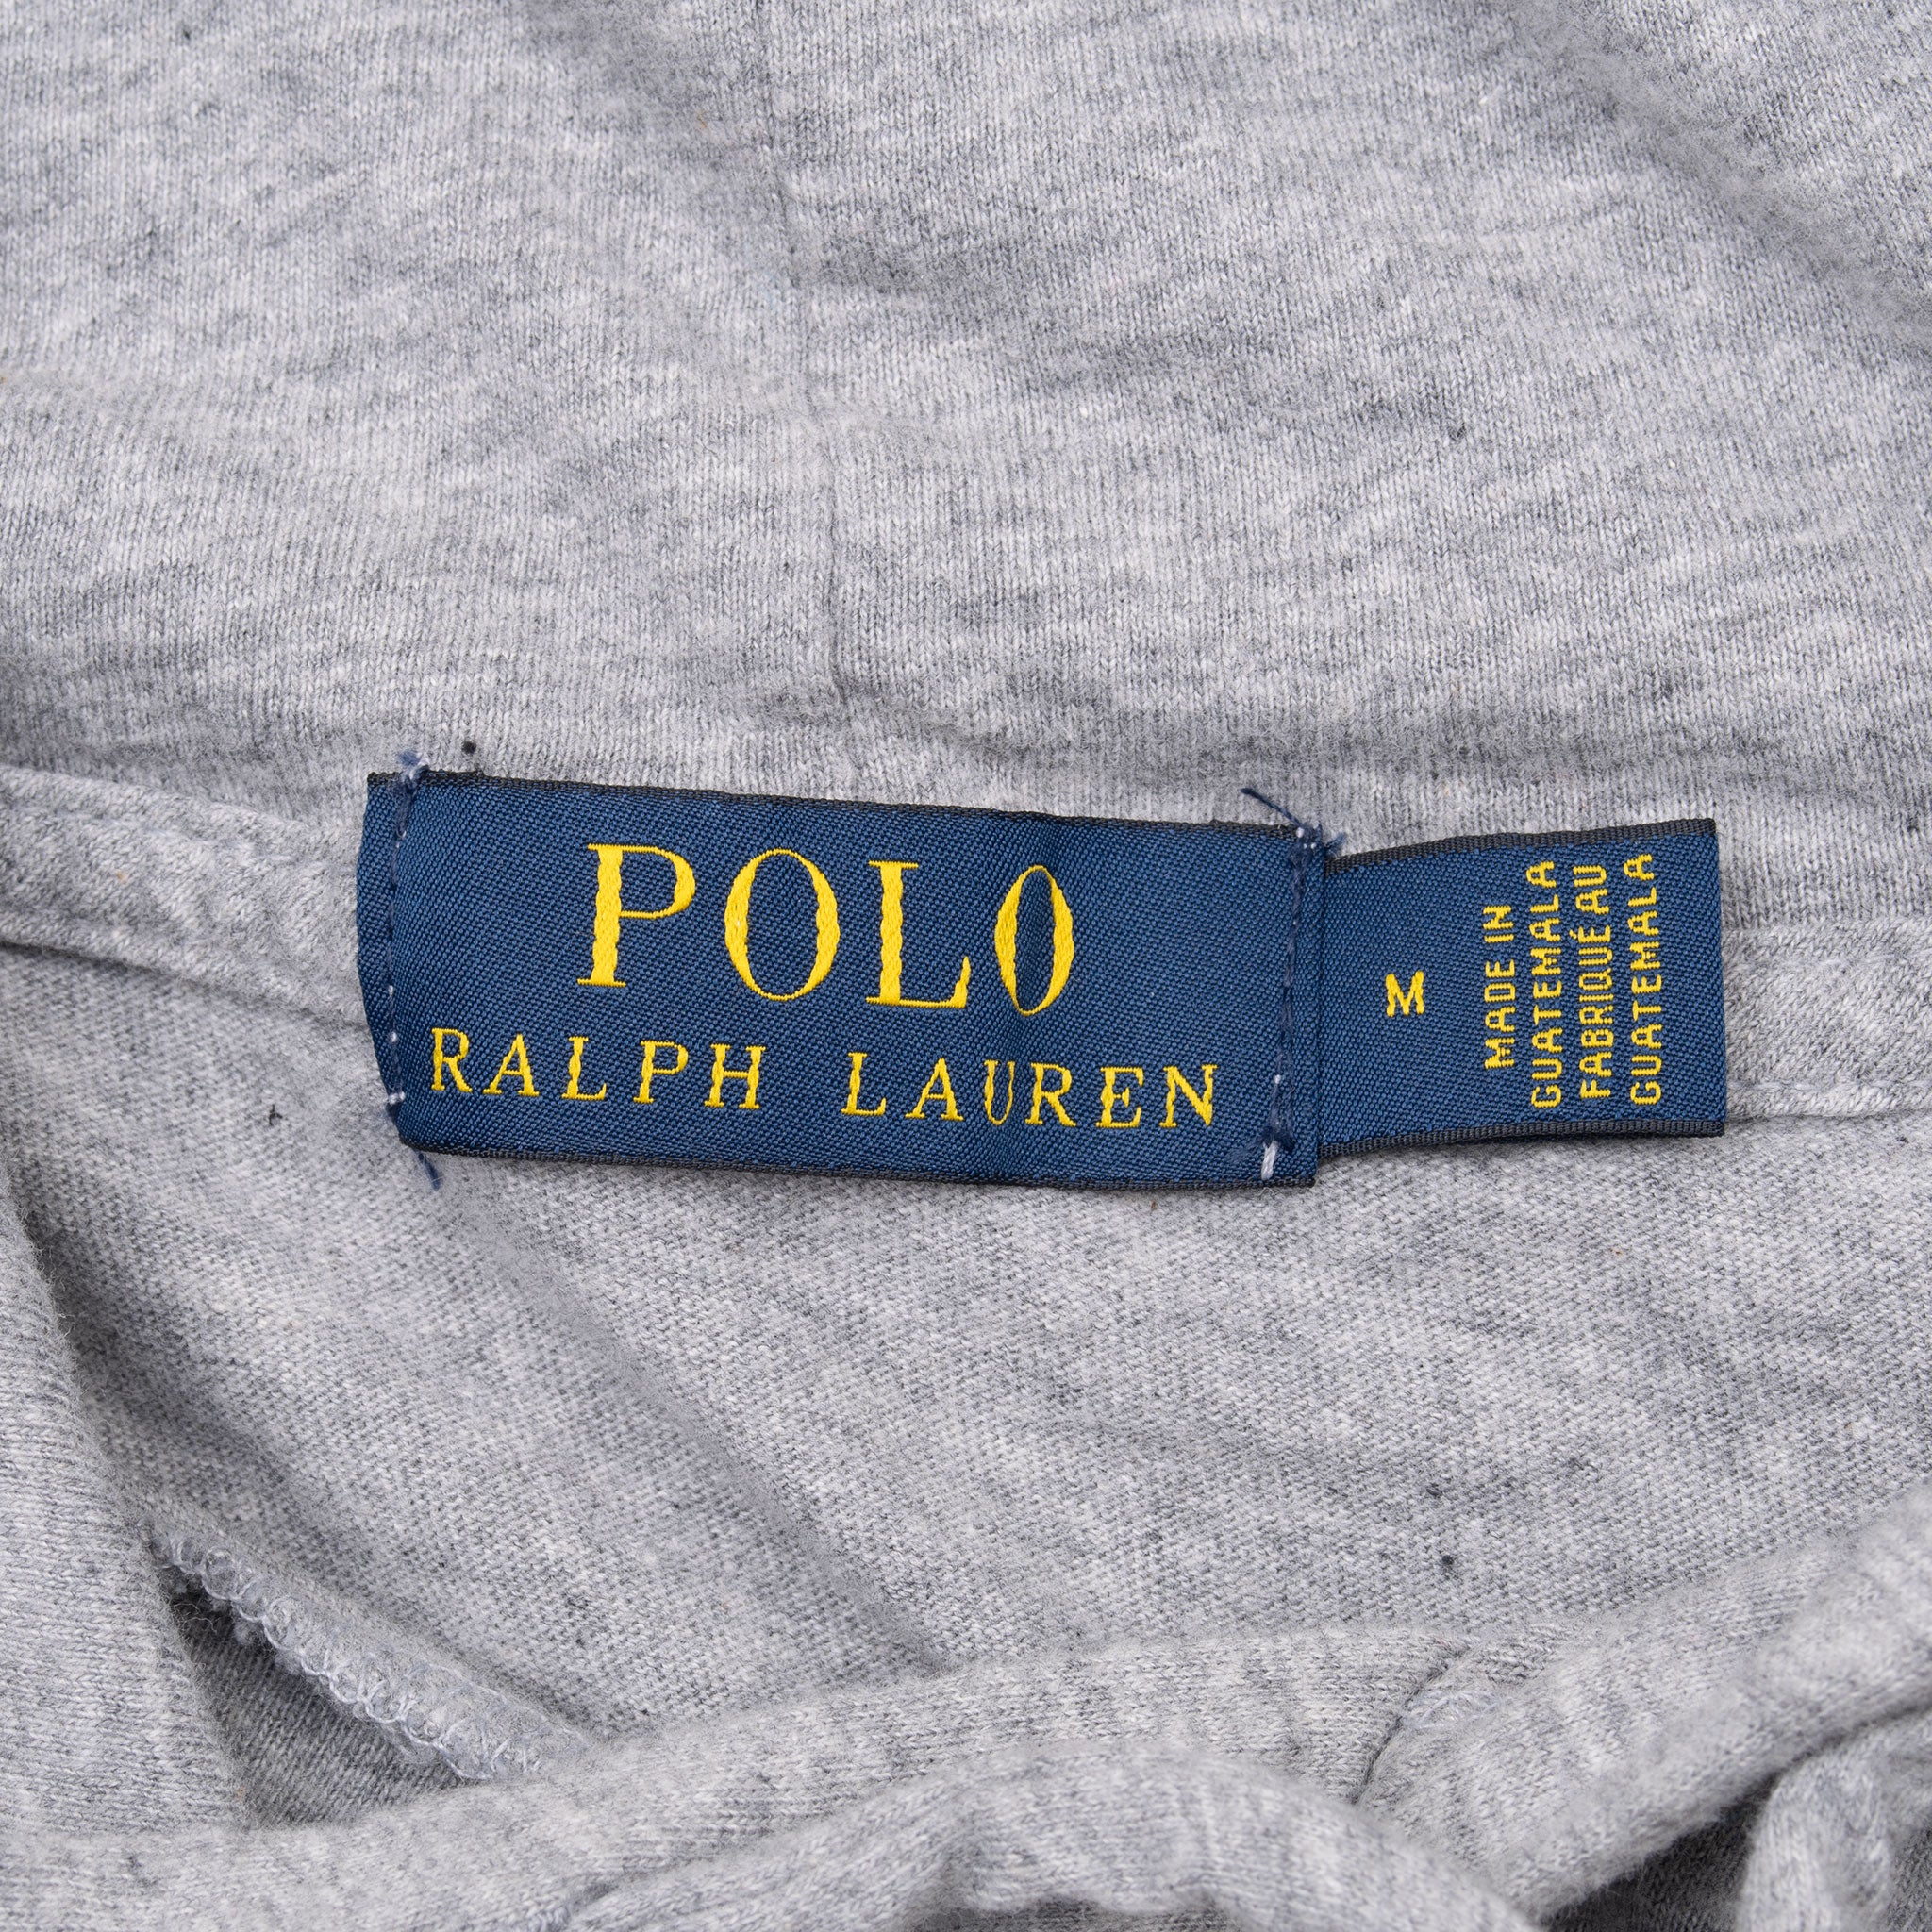 POLO
RALPH LAUREN
M
MADE IN
GUATEMALA
FABRIQUÉ AU
GUATEMALA